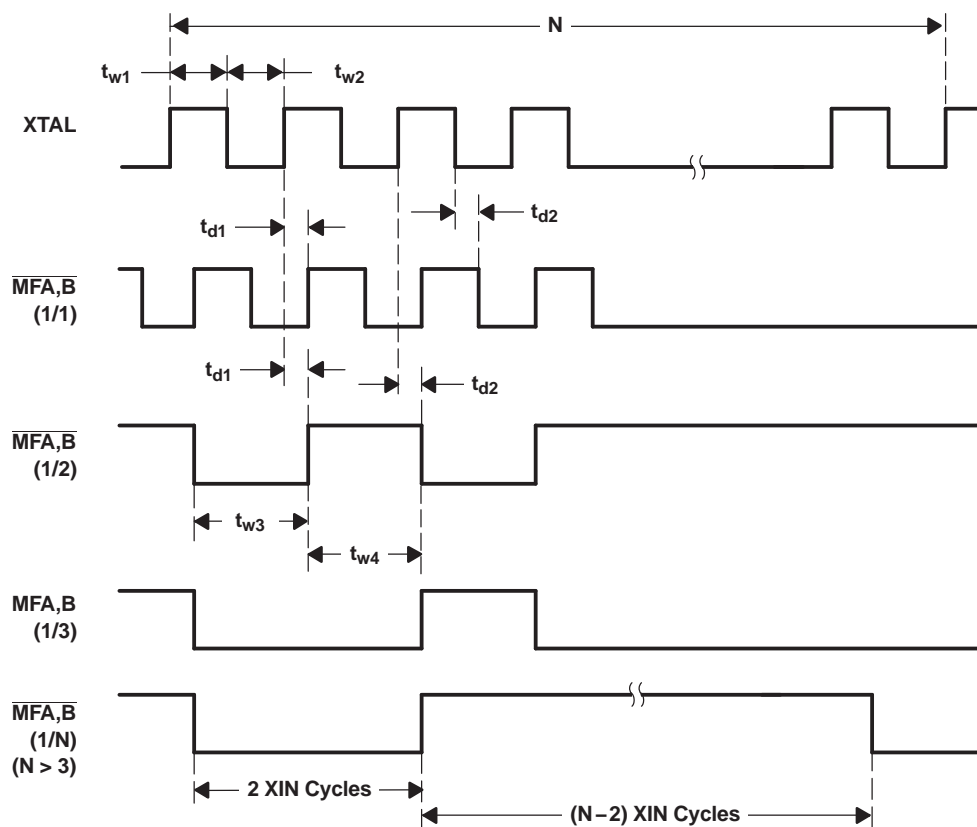 N
tw1
tw2
XTAL
td1
td2
MFA,B
(1/1)
td1
td2
MFA,B
(1/2)
tw3
tw4
MFA,B
(1/3)
MFA,B
(1/N)
(N > 3)
2 XIN Cycles
(N−2) XIN Cycles